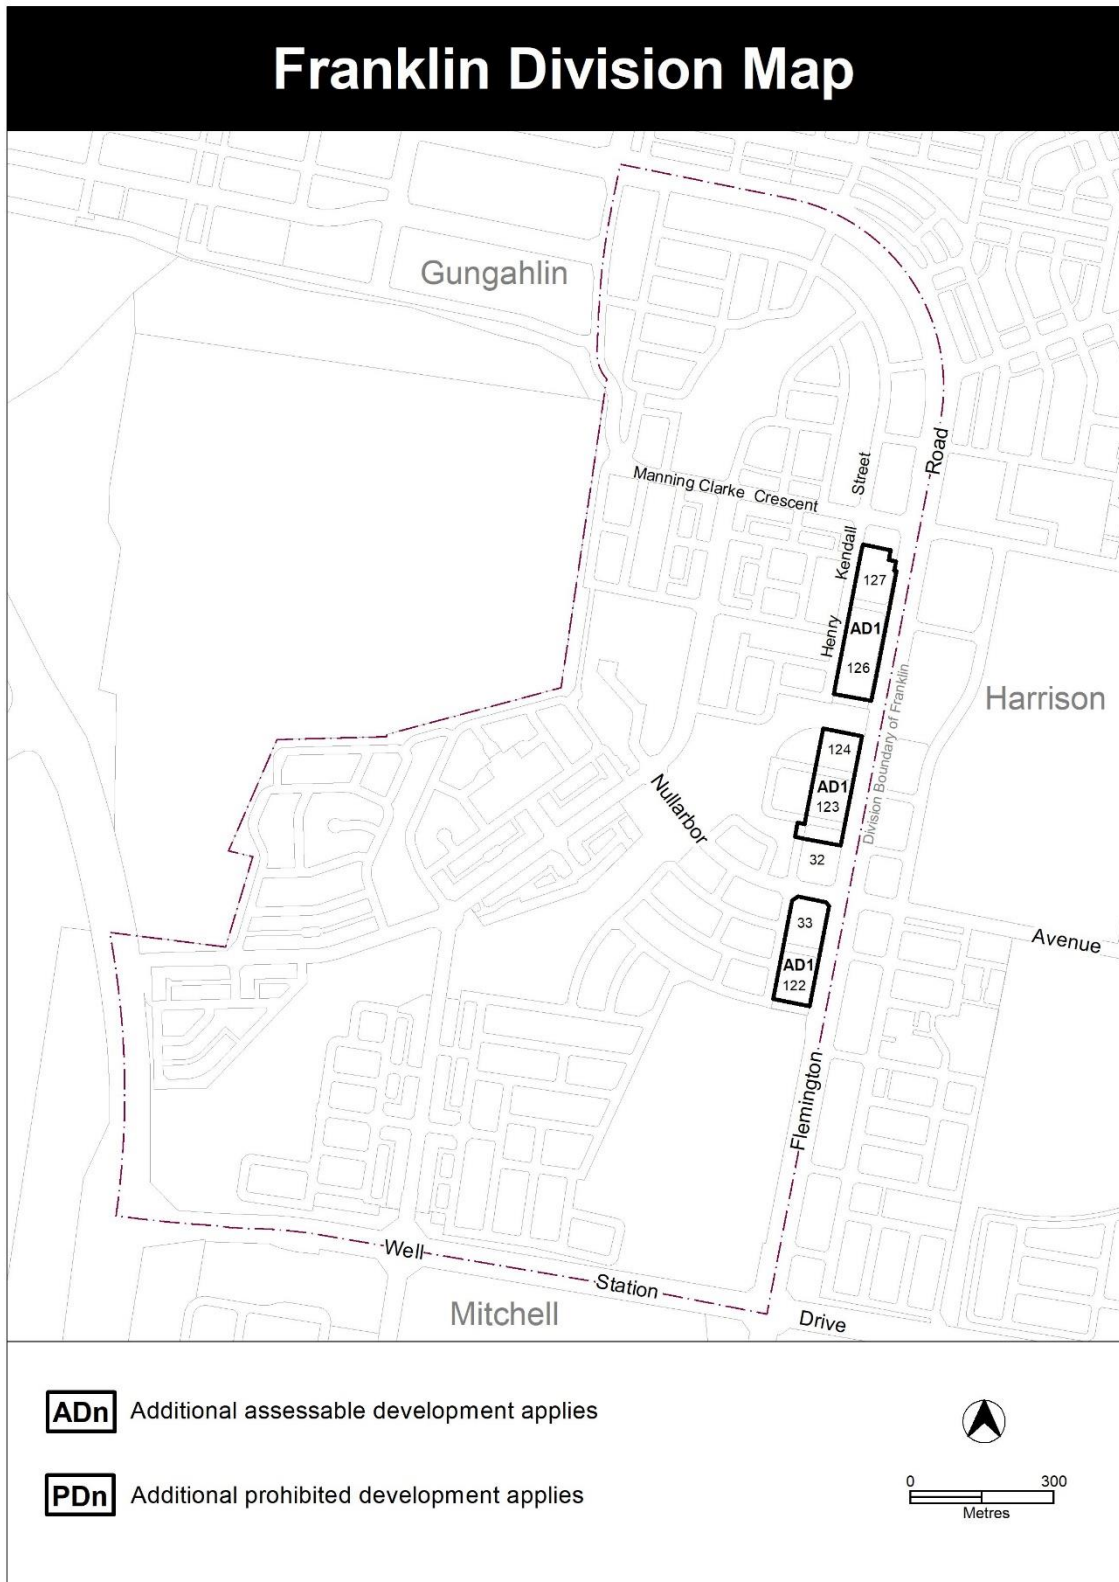 Franklin Division Map
Gungahlin
Manning Clarke Crescent
Henry Kendall Street
127
AD1
126
Harrison
Division Boundary of Franklin
124
AD1
123
32
Nullarbor Avenue
33
AD1
122
Flemington Road
Well Station Drive
Mitchell
ADn Additional assessable development applies
PDn Additional prohibited development applies
0 300
Metres